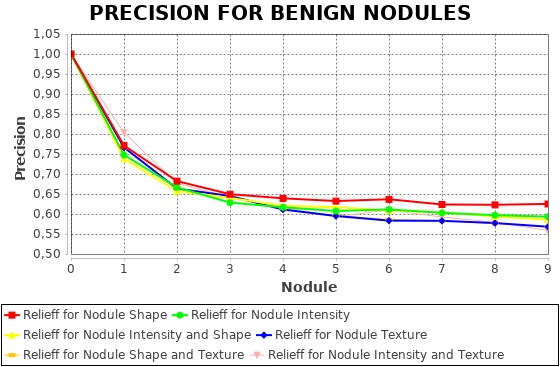 PRECISION FOR BENIGN NODULES
1,05
1,00
0,95
0,90
0,85
0,80
0,75
0,70
0,65
0,60
0,55
0,50
Precision
0 1 2 3 4 5 6 7 8 9
Nodule
Relieff for Nodule Shape Relieff for Nodule Intensity
Relieff for Nodule Intensity and Shape Relieff for Nodule Texture
Relieff for Nodule Shape and Texture Relieff for Nodule Intensity and Texture